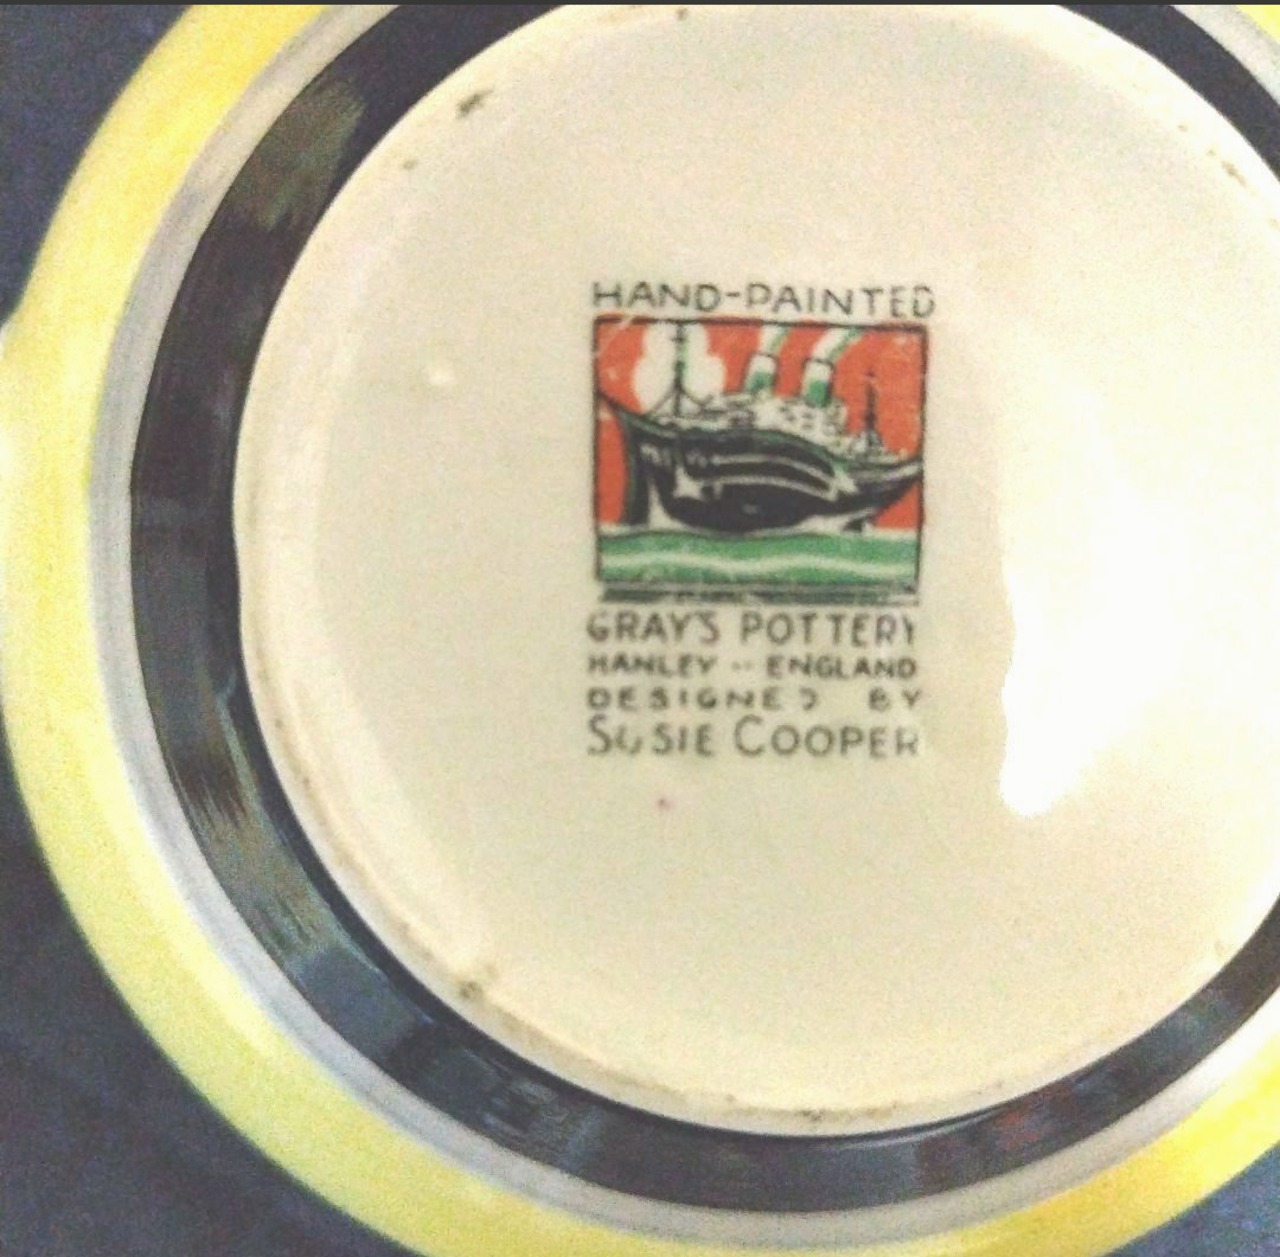 HAND-PAINTED
GRAY'S POTTERY
HANLEY -- ENGLAND
DESIGNED BY
SUSIE COOPER